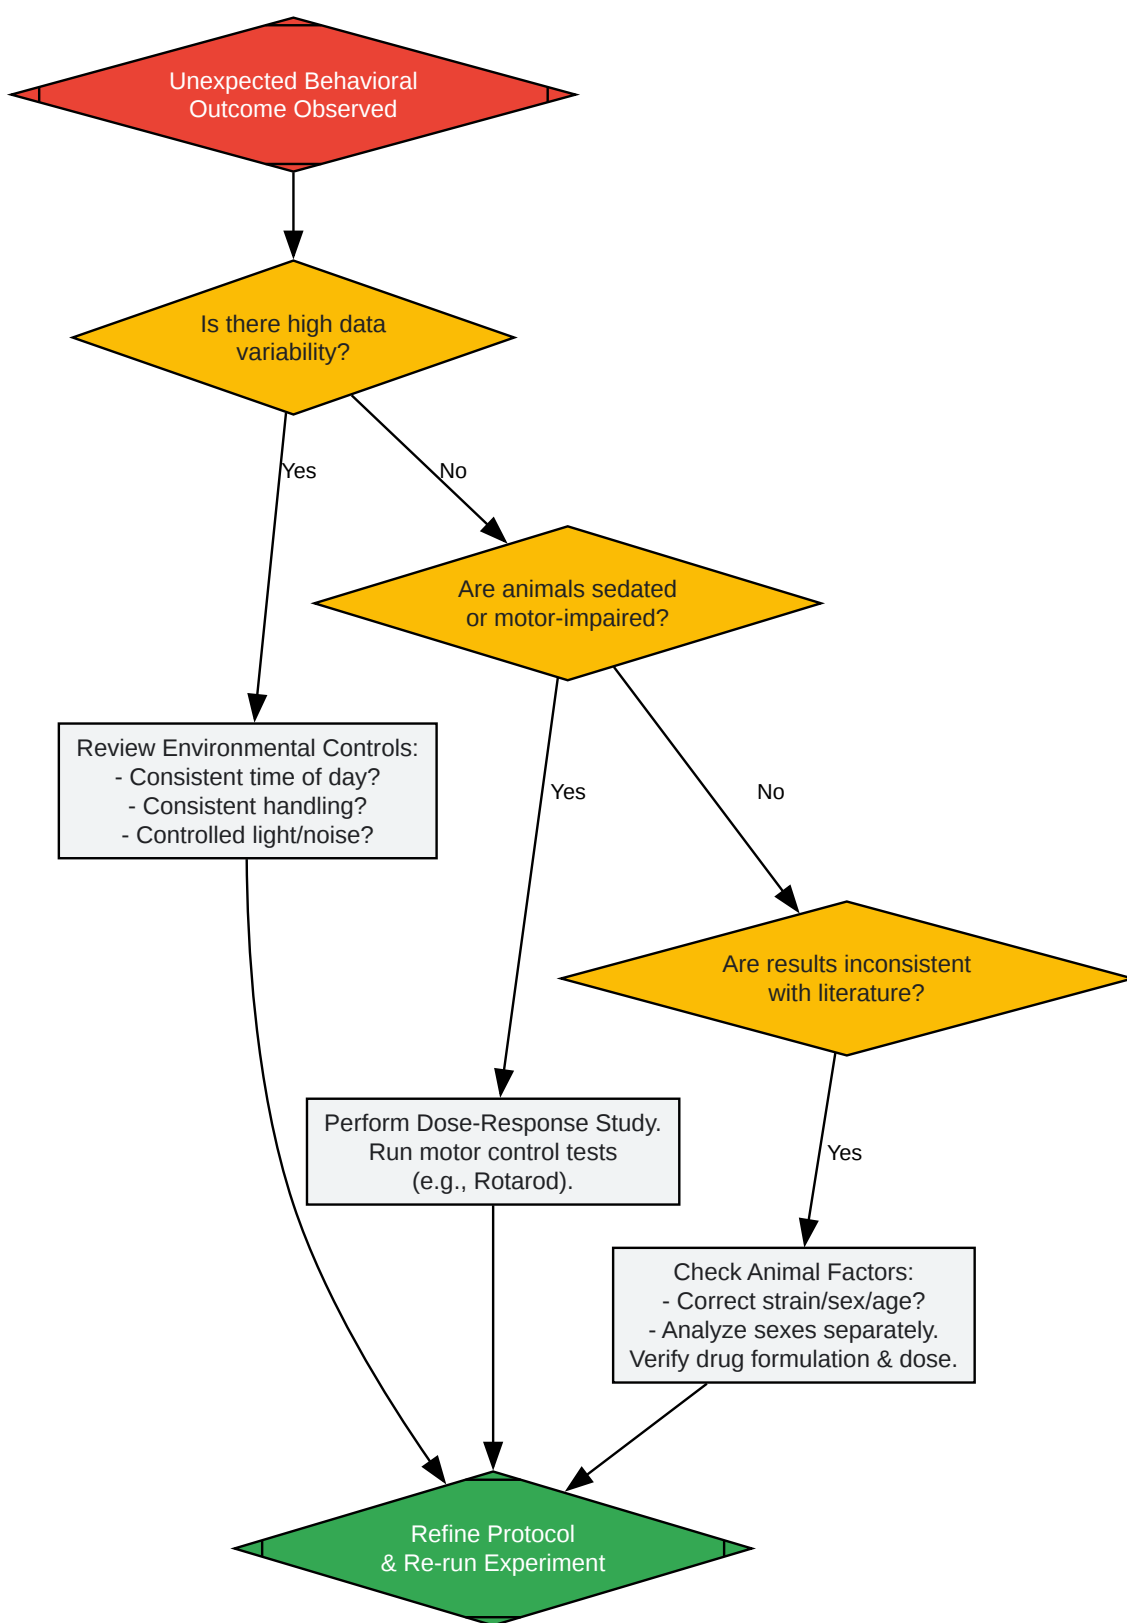 Unexpected Behavioral
Outcome Observed
Is there high data
variability?
Yes
No
Are animals sedated
or motor-impaired?
Review Environmental Controls:
- Consistent time of day?
- Consistent handling?
- Controlled light/noise?
Yes
No
Are results inconsistent
with literature?
Perform Dose-Response Study.
Run motor control tests
(e.g., Rotarod).
Yes
Check Animal Factors:
- Correct strain/sex/age?
- Analyze sexes separately.
Verify drug formulation & dose.
Refine Protocol
& Re-run Experiment